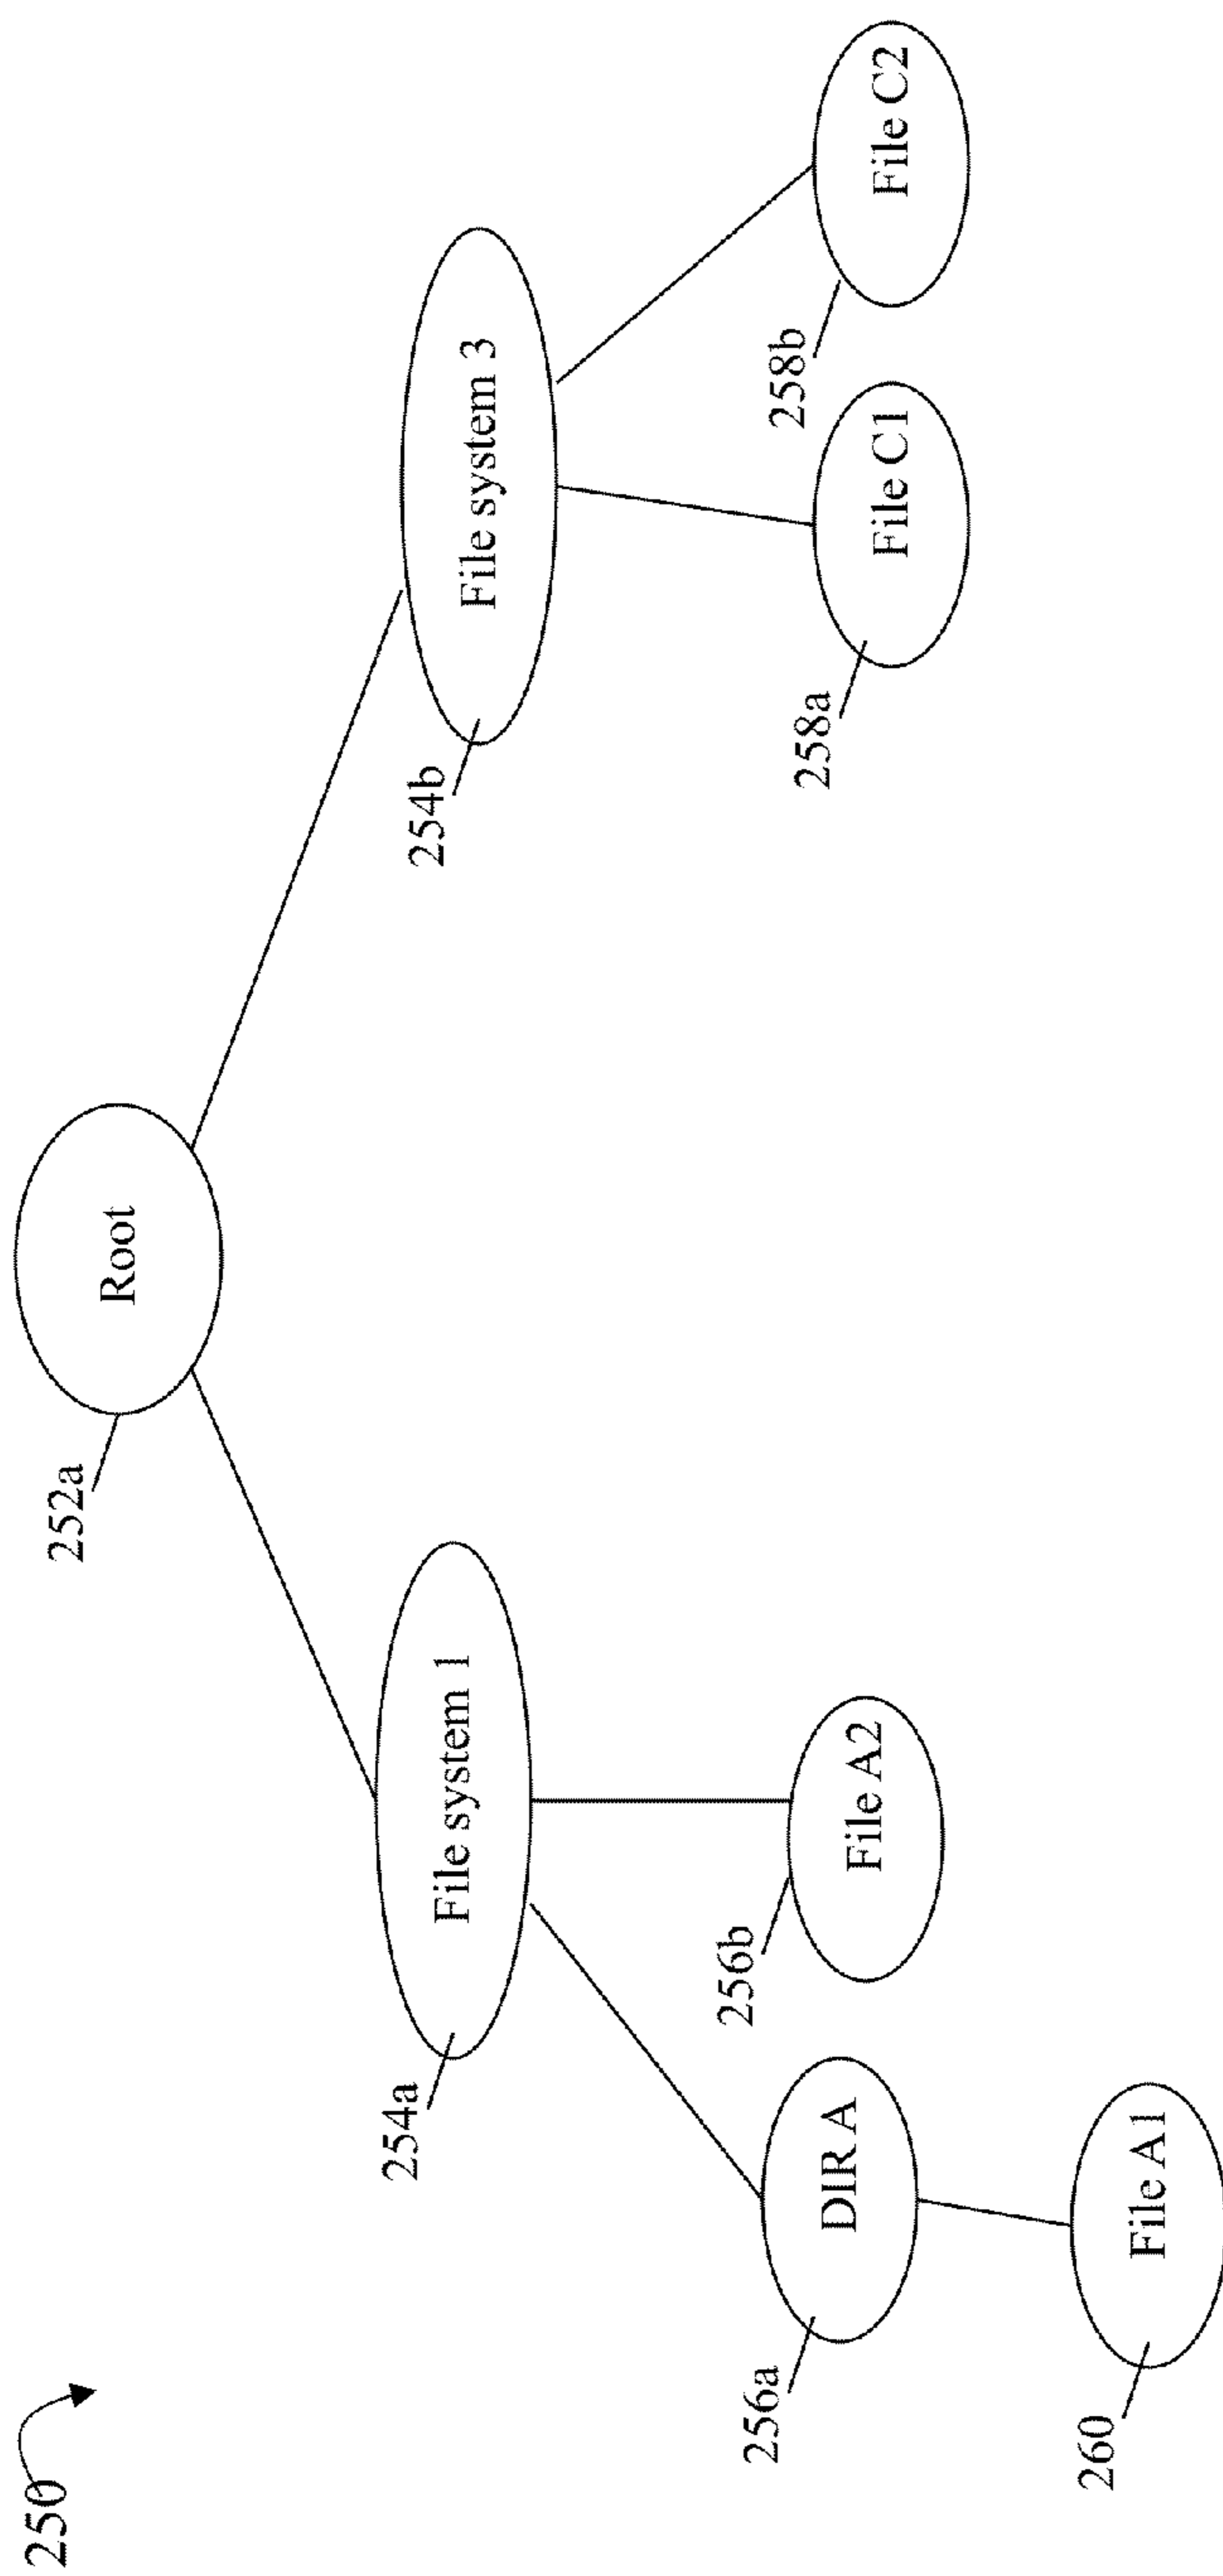 250
252a
Root
254a
File system 1
254b
File system 3
256a
DIR A
256b
File A2
258a
File C1
258b
File C2
260
File A1